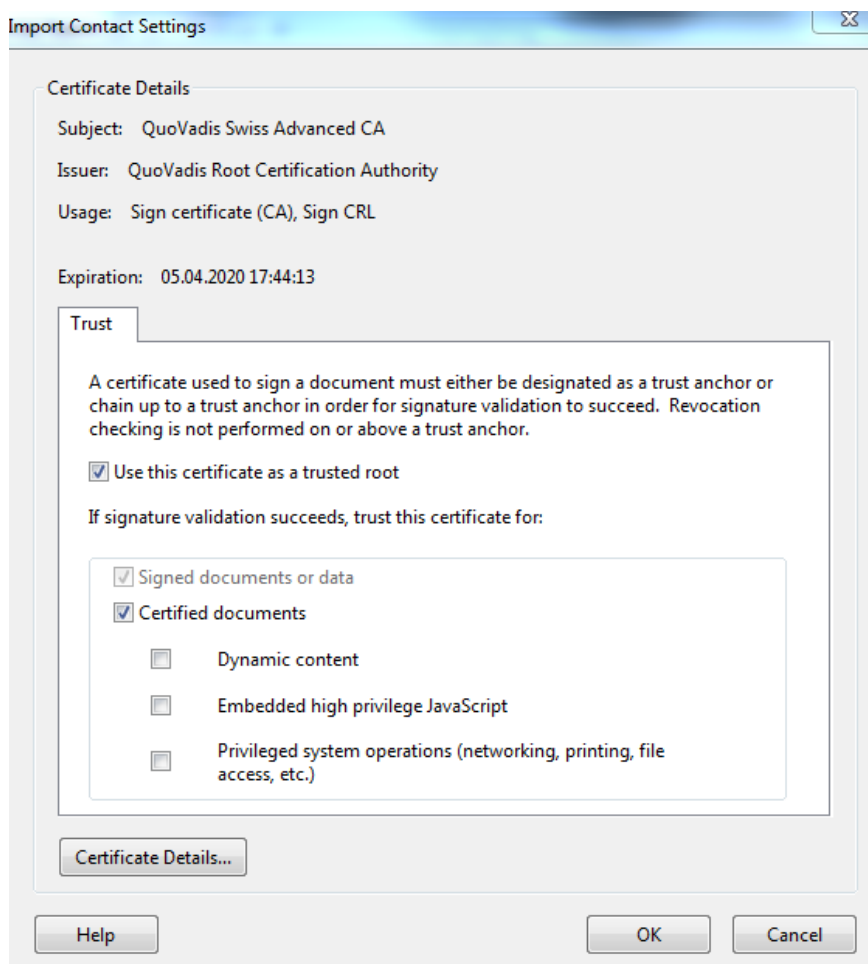 Import Contact Settings
Certificate Details
Subject: QuoVadis Swiss Advanced CA
Issuer: QuoVadis Root Certification Authority
Usage: Sign certificate (CA), Sign CRL
Expiration: 05.04.2020 17:44:13
Trust
A certificate used to sign a document must either be designated as a trust anchor or
chain up to a trust anchor in order for signature validation to succeed. Revocation
checking is not performed on or above a trust anchor.
Use this certificate as a trusted root
If signature validation succeeds, trust this certificate for:
Signed documents or data
Certified documents
Dynamic content
Embedded high privilege JavaScript
Privileged system operations (networking, printing, file
access, etc.)
Certificate Details...
Help
OK
Cancel